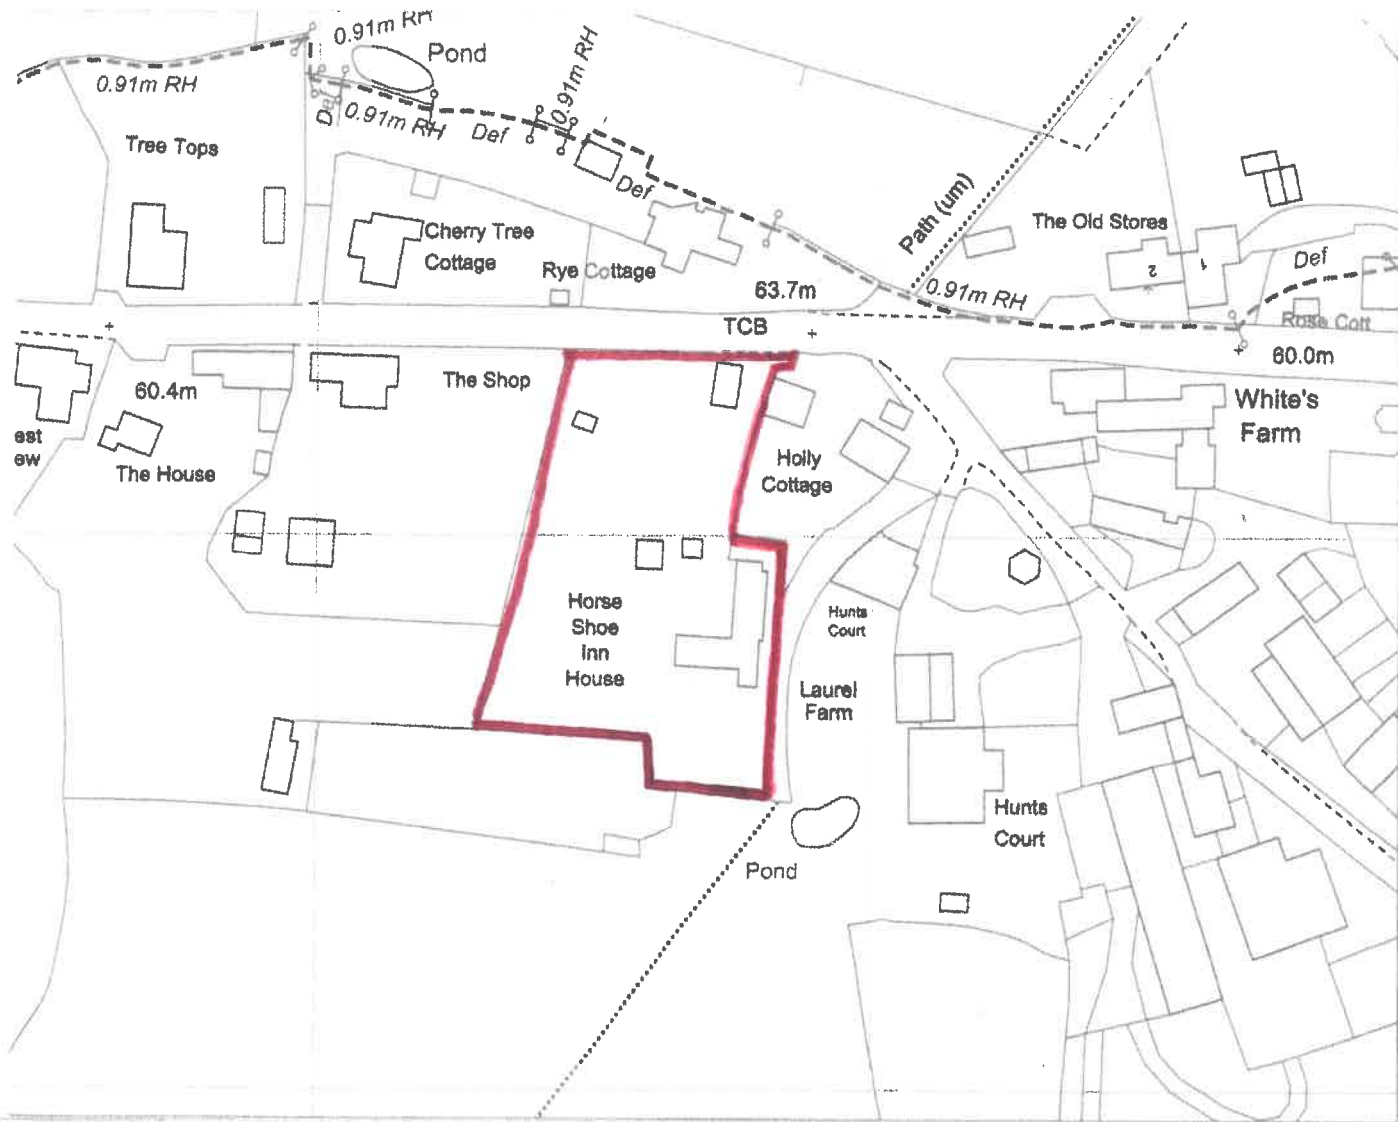 0.91m RH
Pond
0.91m RH
0.91m RH
Def
0.91m RH
Def
Def
Tree Tops
Cherry Tree
Cottage
Rye Cottage
Path (um)
The Old Stores
2
1
Def
63.7m
0.91m RH
TCB
Rose Cott
60.0m
60.4m
The Shop
White's
Farm
est
ew
The House
Holly
Cottage
Horse
Shoe
Inn
House
Hunts
Court
Laurel
Farm
Hunts
Court
Pond